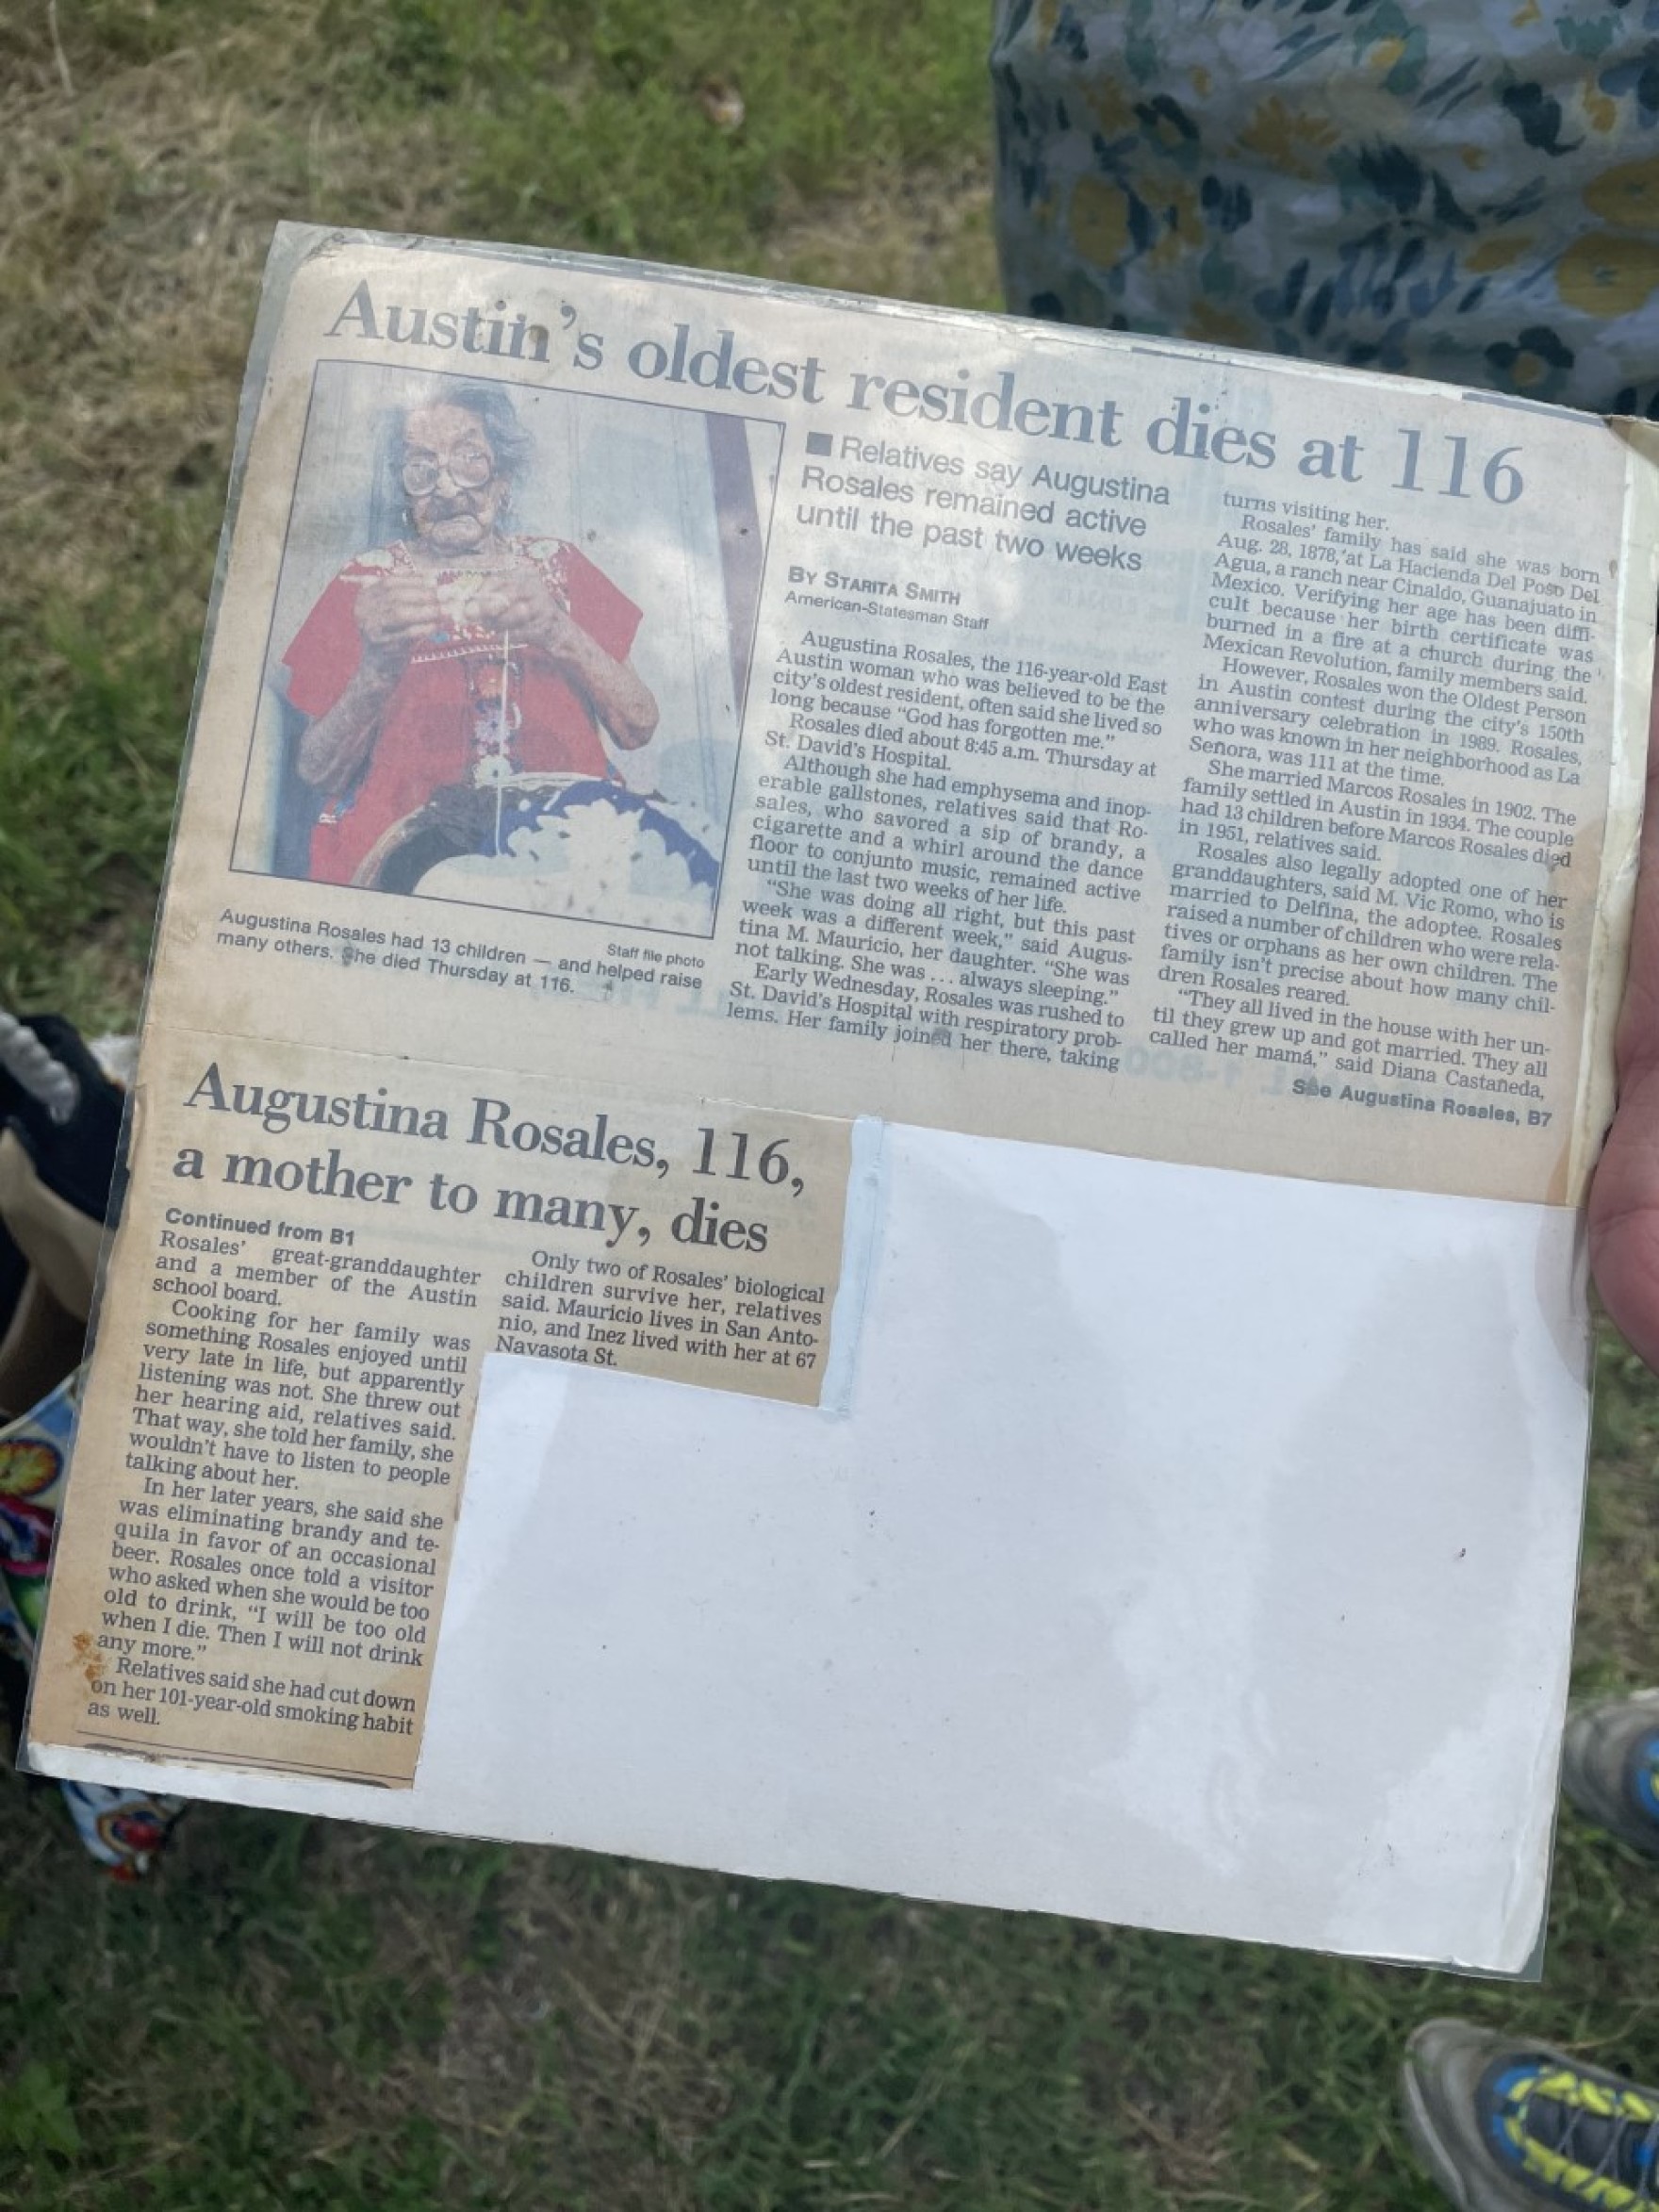 Austin's oldest resident dies at 116
Staff file photo
Augustina Rosales had 13 children — and helped raise
many others. She died Thursday at 116.
■ Relatives say Augustina
Rosales remained active
until the past two weeks
BY STARITA SMITH
American-Statesman Staff
Augustina Rosales, the 116-year-old East
Austin woman who was believed to be the
city's oldest resident, often said she lived so
long because “God has forgotten me.”
Rosales died about 8:45 a.m. Thursday at
St. David's Hospital.
Although she had emphysema and inop-
erable gallstones, relatives said that Ro-
sales, who savored a sip of brandy, a
cigarette and a whirl around the dance
floor to conjunto music, remained active
until the last two weeks of her life.
“She was doing all right, but this past
week was a different week,” said Augus-
tina M. Mauricio, her daughter. “She was
not talking. She was . . . always sleeping.”
Early Wednesday, Rosales was rushed to
St. David's Hospital with respiratory prob-
lems. Her family joined her there, taking
turns visiting her.
Rosales' family has said she was born
Aug. 28, 1878, at La Hacienda Del Poso Del
Agua, a ranch near Cinaldo, Guanajuato in
Mexico. Verifying her age has been diffi-
cult because her birth certificate was
burned in a fire at a church during the
Mexican Revolution, family members said.
However, Rosales won the Oldest Person
in Austin contest during the city's 150th
anniversary celebration in 1989. Rosales,
who was known in her neighborhood as La
Señora, was 111 at the time.
She married Marcos Rosales in 1902. The
family settled in Austin in 1934. The couple
had 13 children before Marcos Rosales died
in 1951, relatives said.
Rosales also legally adopted one of her
granddaughters, said M. Vic Romo, who is
married to Delfina, the adoptee. Rosales
raised a number of children who were rela-
tives or orphans as her own children. The
family isn't precise about how many chil-
dren Rosales reared.
“They all lived in the house with her un-
til they grew up and got married. They all
called her mamá,” said Diana Castañeda,
See Augustina Rosales, B7
Augustina Rosales, 116,
a mother to many, dies
Continued from B1
Rosales' great-granddaughter
and a member of the Austin
school board.
Cooking for her family was
something Rosales enjoyed until
very late in life, but apparently
listening was not. She threw out
her hearing aid, relatives said.
That way, she told her family, she
wouldn't have to listen to people
talking about her.
In her later years, she said she
was eliminating brandy and te-
quila in favor of an occasional
beer. Rosales once told a visitor
who asked when she would be too
old to drink, “I will be too old
when I die. Then I will not drink
any more.”
Relatives said she had cut down
on her 101-year-old smoking habit
as well.
Only two of Rosales' biological
children survive her, relatives
said. Mauricio lives in San Anto-
nio, and Inez lived with her at 67
Navasota St.